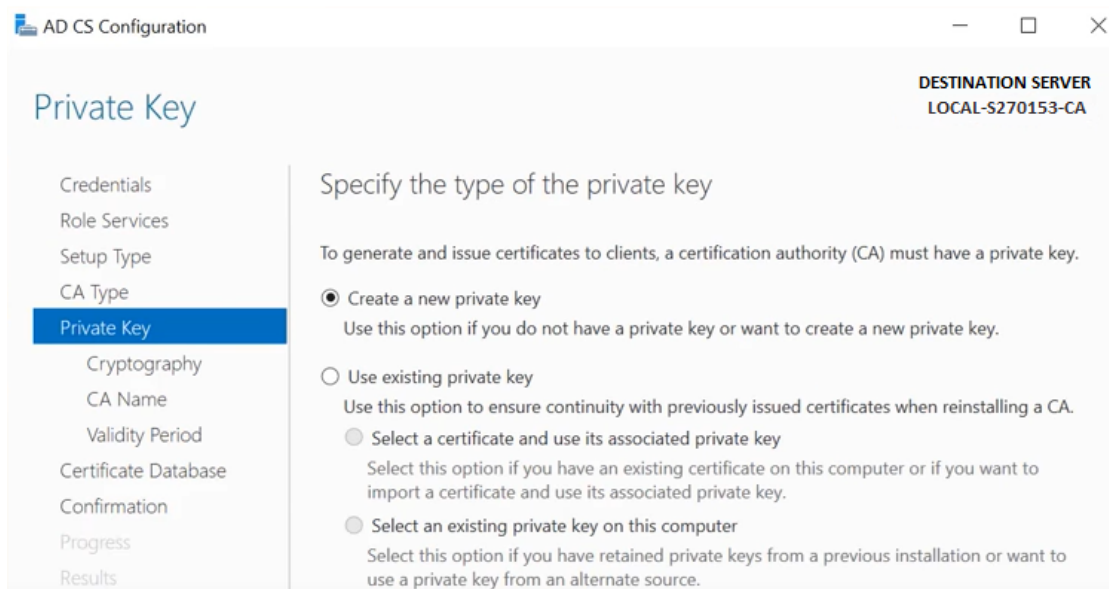 AD CS Configuration
DESTINATION SERVER
LOCAL-S270153-CA
Private Key
Credentials
Role Services
Setup Type
CA Type
Private Key
Cryptography
CA Name
Validity Period
Certificate Database
Confirmation
Progress
Results
Specify the type of the private key
To generate and issue certificates to clients, a certification authority (CA) must have a private key.
Create a new private key
Use this option if you do not have a private key or want to create a new private key.
Use existing private key
Use this option to ensure continuity with previously issued certificates when reinstalling a CA.
Select a certificate and use its associated private key
Select this option if you have an existing certificate on this computer or if you want to
import a certificate and use its associated private key.
Select an existing private key on this computer
Select this option if you have retained private keys from a previous installation or want to
use a private key from an alternate source.